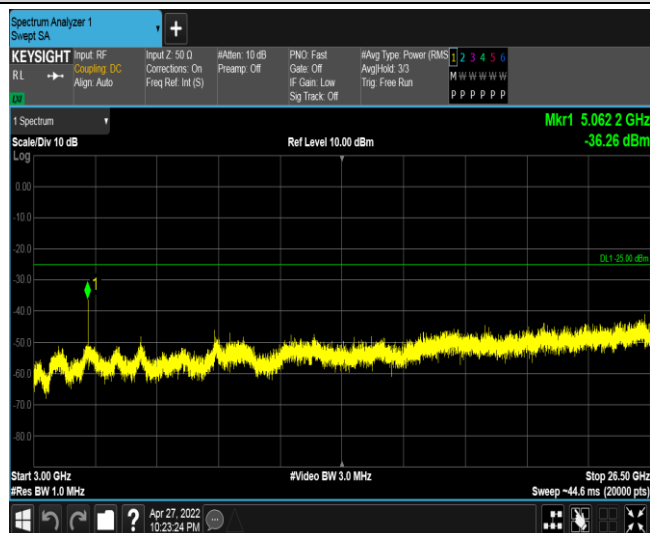 Spectrum Analyzer 1
Swept SA
+
KEYSIGHT
RL
Input: RF
Coupling: DC
Align: Auto
Input Z: 50 Ω
Corrections: On
Freq Ref: Int (S)
#Atten: 10 dB
Preamp: Off
PNO: Fast
Gate: Off
IF Gain: Low
Sig Track: Off
#Avg Type: Power (RMS
Avg|Hold: 3/3
Trig: Free Run
1 2 3 4 5 6
M W W W W W
P P P P P P
1 Spectrum
Scale/Div 10 dB
Ref Level 10.00 dBm
Mkr1 5.062 2 GHz
-36.26 dBm
Log
0.00
-10.0
-20.0
-30.0
-40.0
-50.0
-60.0
-70.0
-80.0
DL1 -25.00 dBm
1
Start 3.00 GHz
#Res BW 1.0 MHz
#Video BW 3.0 MHz
Stop 26.50 GHz
Sweep ~44.6 ms (20000 pts)
?
Apr 27, 2022
10:23:24 PM